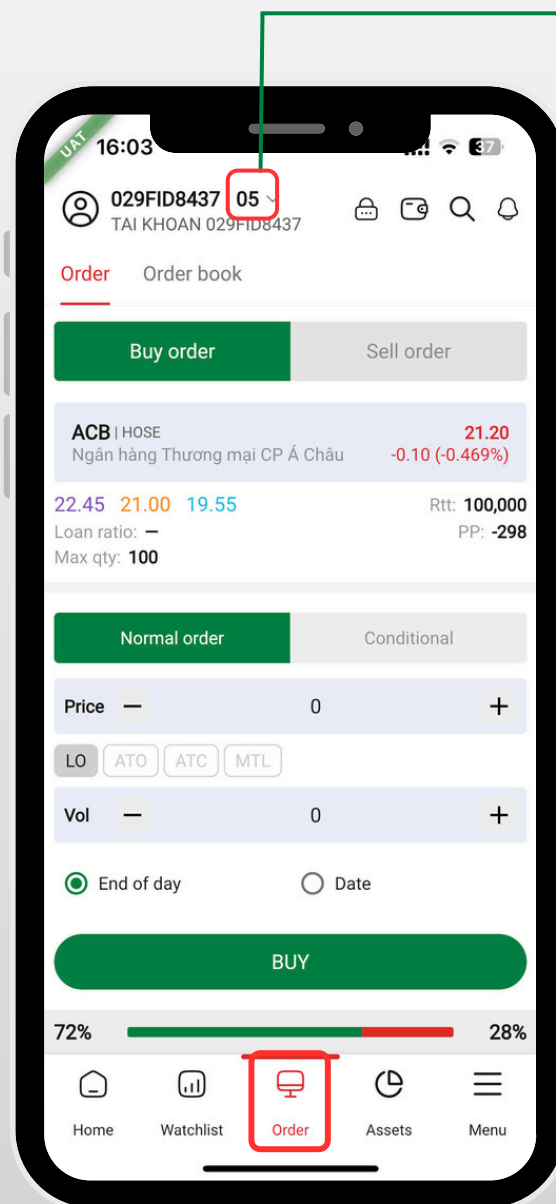 UAT
16:03
37
029FID8437 05
TAI KHOAN 029FID8437
Order Order book
Buy order Sell order
ACB | HOSE 21.20
Ngân hàng Thương mại CP Á Châu -0.10 (-0.469%)
22.45 21.00 19.55 Rtt: 100,000
Loan ratio: — PP: -298
Max qty: 100
Normal order Conditional
Price − 0 +
LO ATO ATC MTL
Vol − 0 +
End of day Date
BUY
72% 28%
Home Watchlist Order Assets Menu